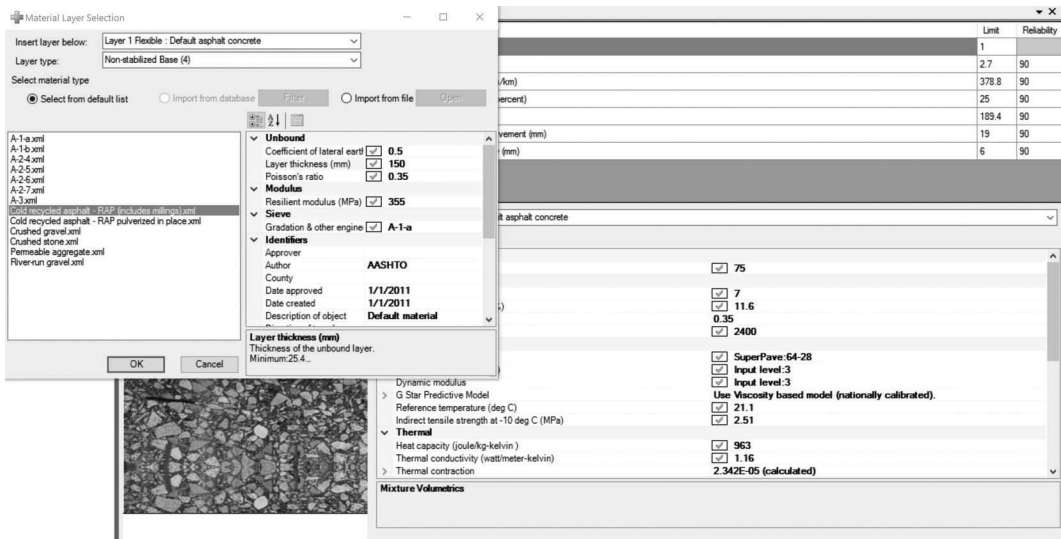 Material Layer Selection
Insert layer below: Layer 1 Flexible : Default asphalt concrete
Layer type: Non-stabilized Base (4)
Select material type
Select from default list Import from database Filter Import from file Open
A-1-a.xml
A-1-b.xml
A-2-4.xml
A-2-5.xml
A-2-6.xml
A-2-7.xml
A-3.xml
Cold recycled asphalt - RAP (includes millings).xml
Cold recycled asphalt - RAP pulverized in place.xml
Crushed gravel.xml
Crushed stone.xml
Permeable aggregate.xml
River-run gravel.xml
Unbound
Coefficient of lateral eart 0.5
Layer thickness (mm) 150
Poisson's ratio 0.35
Modulus
Resilient modulus (MPa) 355
Sieve
Gradation & other engine A-1-a
Identifiers
Approver
Author AASHTO
County
Date approved 1/1/2011
Date created 1/1/2011
Description of object Default material
Layer thickness (mm)
Thickness of the unbound layer.
Minimum:25.4...
OK Cancel
Limit Reliability
1
2.7 90
/km) 378.8 90
ercent) 25 90
189.4 90
vement (mm) 19 90
(mm) 6 90
lt asphalt concrete
75
7
) 11.6
0.35
2400
SuperPave:64-28
) Input level:3
Dynamic modulus Input level:3
G Star Predictive Model Use Viscosity based model (nationally calibrated).
Reference temperature (deg C) 21.1
Indirect tensile strength at -10 deg C (MPa) 2.51
Thermal
Heat capacity (joule/kg-kelvin ) 963
Thermal conductivity (watt/meter-kelvin) 1.16
Thermal contraction 2.342E-05 (calculated)
Mixture Volumetrics